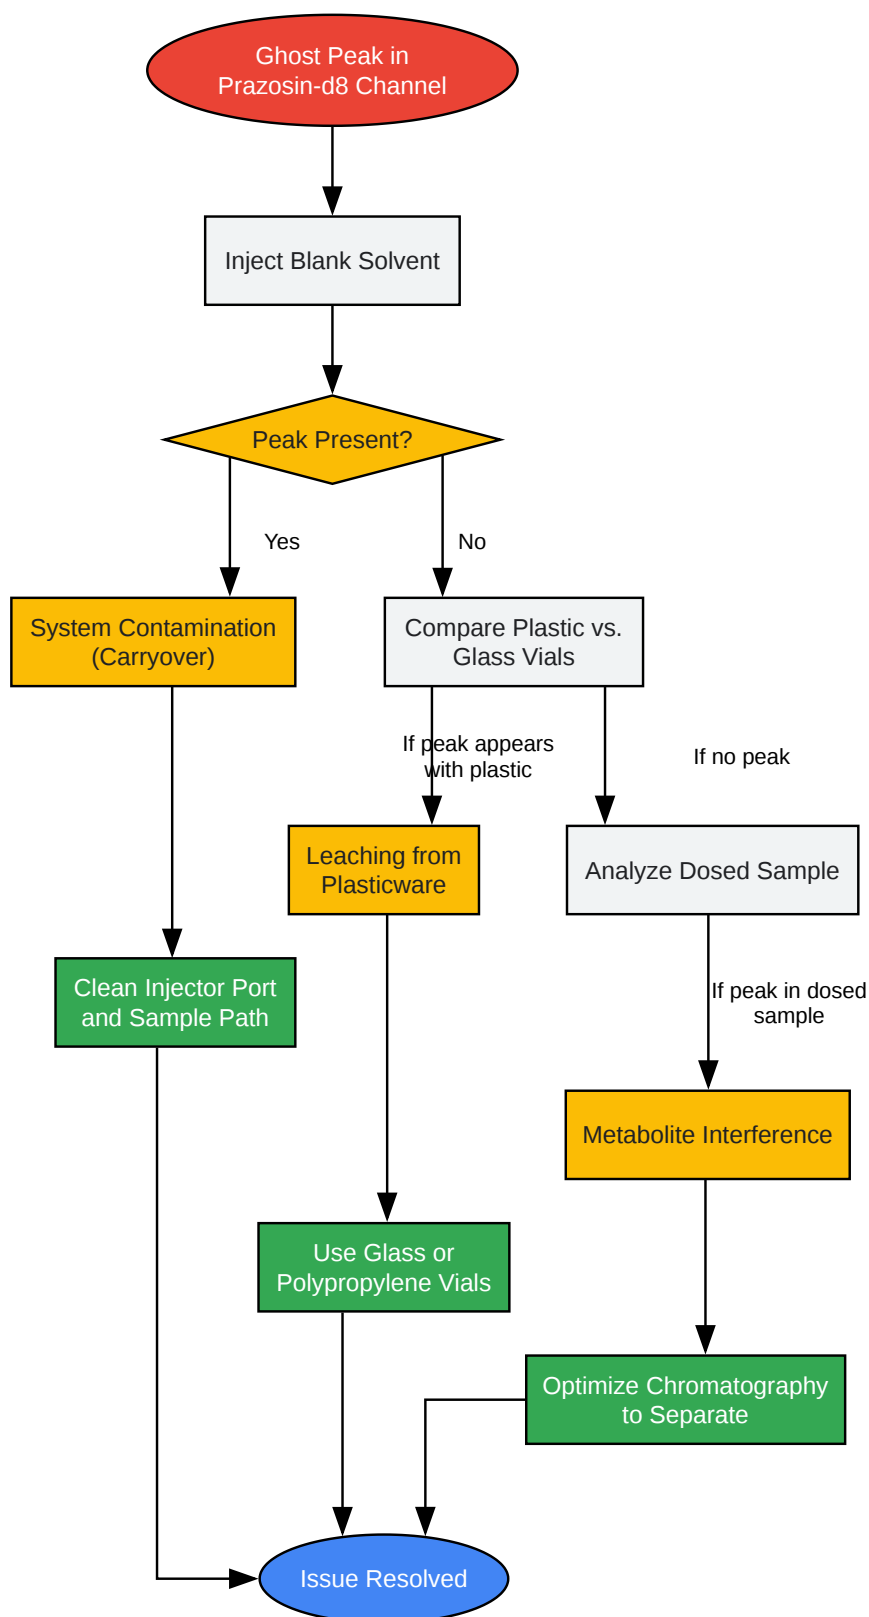 Ghost Peak in
Prazosin-d8 Channel
Inject Blank Solvent
Peak Present?
Yes
No
System Contamination
(Carryover)
Compare Plastic vs.
Glass Vials
If peak appears
with plastic
If no peak
Leaching from
Plasticware
Analyze Dosed Sample
Clean Injector Port
and Sample Path
If peak in dosed
sample
Metabolite Interference
Use Glass or
Polypropylene Vials
Optimize Chromatography
to Separate
Issue Resolved